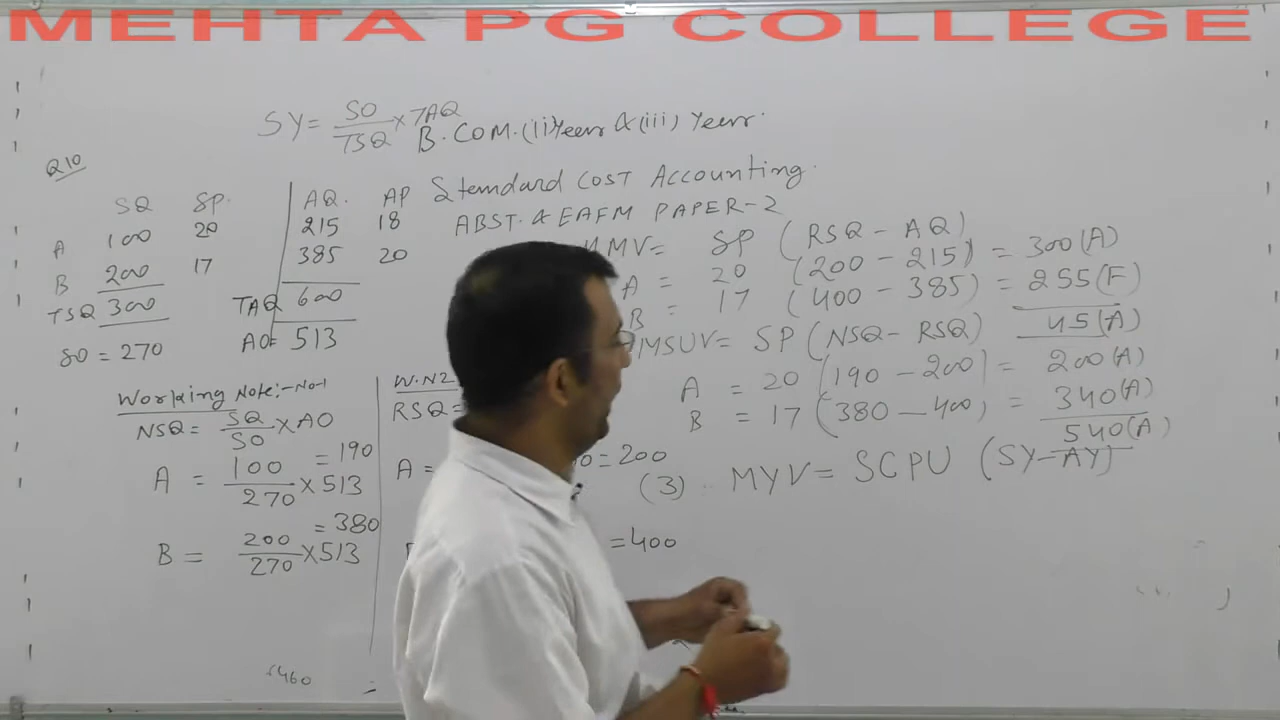 MEHTA PG COLLEGE
SY = SO/TSQ × TAQ
B.COM.(ii) Year & (iii) Year.
Q10
Standard COST Accounting.
ABST. & EAFM PAPER-2
SQ SP. AQ. AP
A 100 20 215 18
B 200 17 385 20
TSQ 300 TAQ 600
SO = 270 AO= 513
Working Note:-No-1
NSQ = SQ/SO × AO
A = 100/270 × 513 = 190
B = 200/270 × 513 = 380
W.N2
RSQ=
A =
=200
=400
MV= SP (RSQ - AQ)
A = 20 (200 - 215) = 300(A)
B = 17 (400 - 385) = 255(F)
45(A)
MSUV= SP (NSQ - RSQ)
A = 20 (190 - 200) = 200(A)
B = 17 (380 - 400) = 340(A)
540(A)
(3) MYV= SCPU (SY-AY)
460